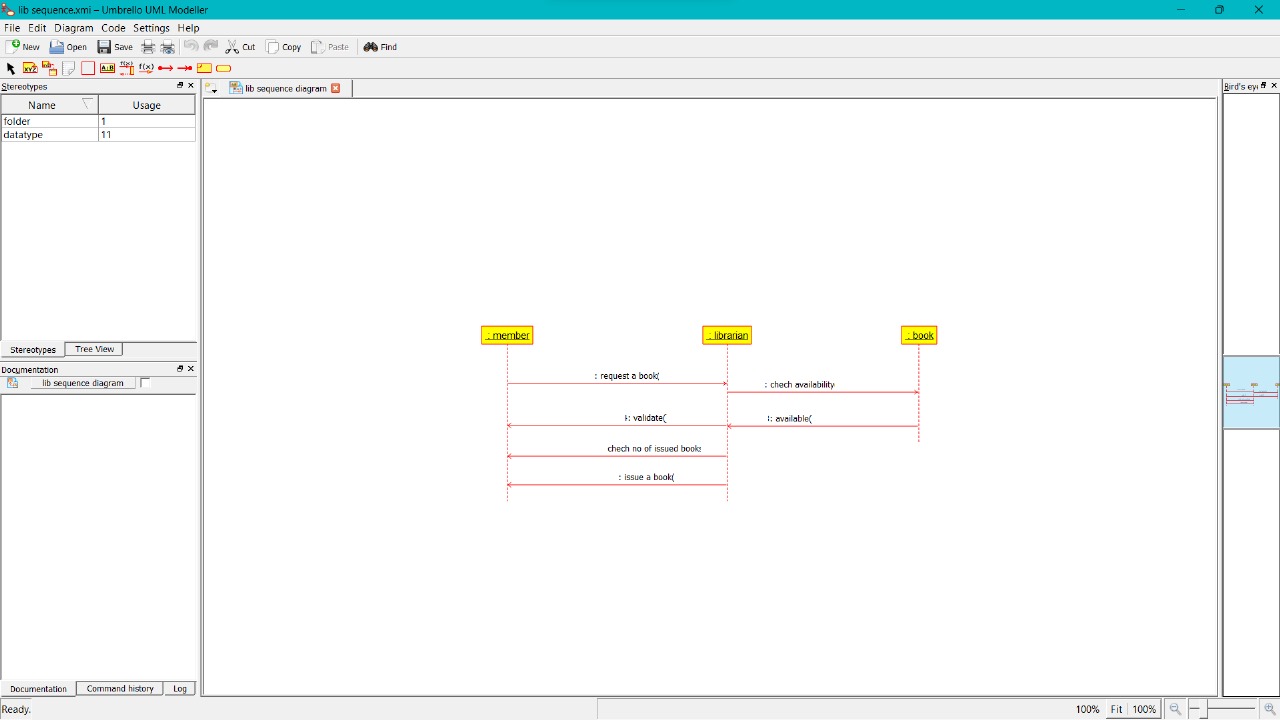 lib sequence.xmi – Umbrello UML Modeller
File Edit Diagram Code Settings Help
New Open Save Cut Copy Paste Find
Stereotypes
lib sequence diagram
Bird's eye
Name Usage
folder 1
datatype 11
: member : librarian : book
: request a book(
: chech availability
: validate(
: available(
chech no of issued books
: issue a book(
Stereotypes Tree View
Documentation
lib sequence diagram
Documentation Command history Log
Ready.
100% Fit 100%